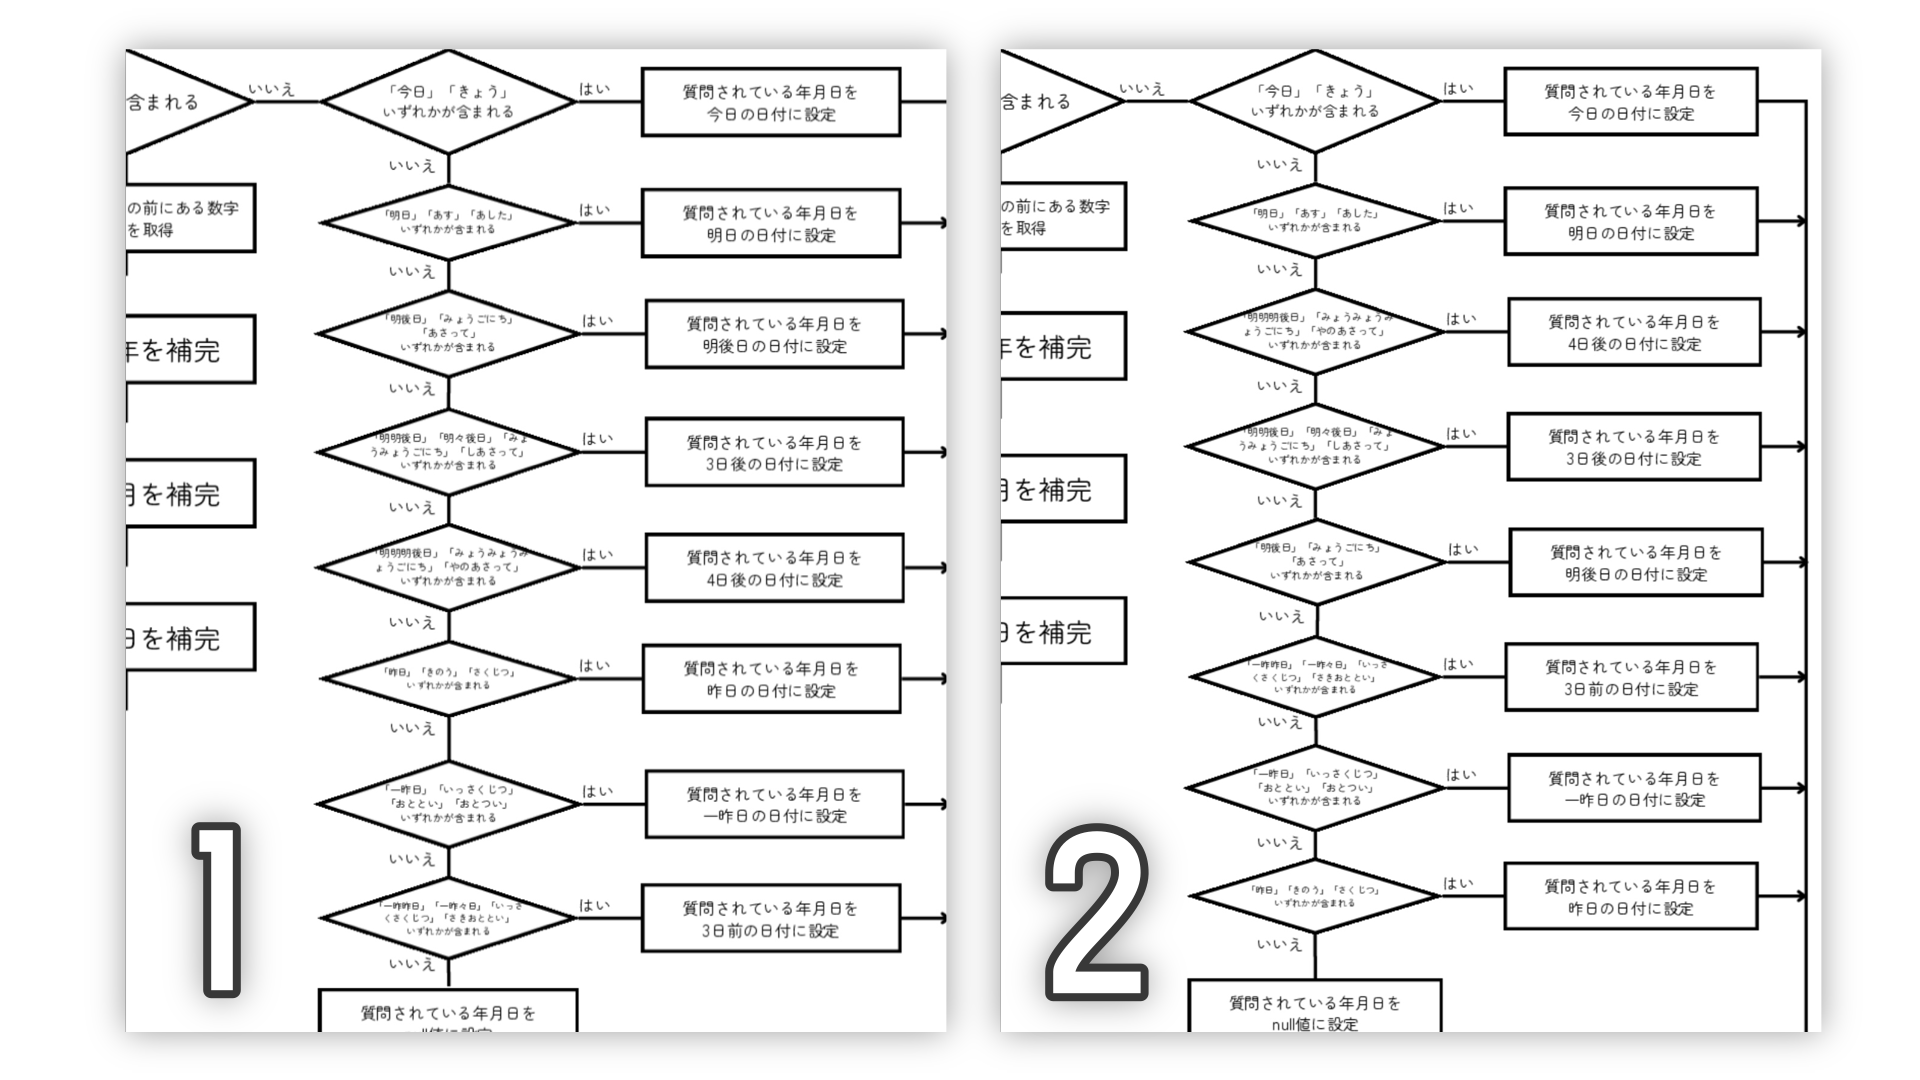 含まれる
いいえ
「今日」「きょう」
いずれかが含まれる
はい
質問されている年月日を
今日の日付に設定
いいえ
の前にある数字
を取得
「明日」「あす」「あした」
いずれかが含まれる
はい
質問されている年月日を
明日の日付に設定
いいえ
年を補完
「明後日」「みょうごにち」
「あさって」
いずれかが含まれる
はい
質問されている年月日を
明後日の日付に設定
いいえ
「明明後日」「明々後日」「みょ
うみょうごにち」「しあさって」
いずれかが含まれる
はい
質問されている年月日を
3日後の日付に設定
いいえ
月を補完
「明明明後日」「みょうみょうみ
ょうごにち」「やのあさって」
いずれかが含まれる
はい
質問されている年月日を
4日後の日付に設定
いいえ
日を補完
「昨日」「きのう」「さくじつ」
いずれかが含まれる
はい
質問されている年月日を
昨日の日付に設定
いいえ
「一昨日」「いっさくじつ」
「おととい」「おとつい」
いずれかが含まれる
はい
質問されている年月日を
一昨日の日付に設定
いいえ
「一昨昨日」「一昨々日」「いっさ
くさくじつ」「さきおととい」
いずれかが含まれる
はい
質問されている年月日を
3日前の日付に設定
いいえ
質問されている年月日を
null値に設定
1
含まれる
いいえ
「今日」「きょう」
いずれかが含まれる
はい
質問されている年月日を
今日の日付に設定
いいえ
の前にある数字
を取得
「明日」「あす」「あした」
いずれかが含まれる
はい
質問されている年月日を
明日の日付に設定
いいえ
年を補完
「明明明後日」「みょうみょうみ
ょうごにち」「やのあさって」
いずれかが含まれる
はい
質問されている年月日を
4日後の日付に設定
いいえ
「明明後日」「明々後日」「みょ
うみょうごにち」「しあさって」
いずれかが含まれる
はい
質問されている年月日を
3日後の日付に設定
いいえ
月を補完
「明後日」「みょうごにち」
「あさって」
いずれかが含まれる
はい
質問されている年月日を
明後日の日付に設定
いいえ
日を補完
「一昨昨日」「一昨々日」「いっさ
くさくじつ」「さきおととい」
いずれかが含まれる
はい
質問されている年月日を
3日前の日付に設定
いいえ
「一昨日」「いっさくじつ」
「おととい」「おとつい」
いずれかが含まれる
はい
質問されている年月日を
一昨日の日付に設定
いいえ
「昨日」「きのう」「さくじつ」
いずれかが含まれる
はい
質問されている年月日を
昨日の日付に設定
いいえ
質問されている年月日を
null値に設定
2